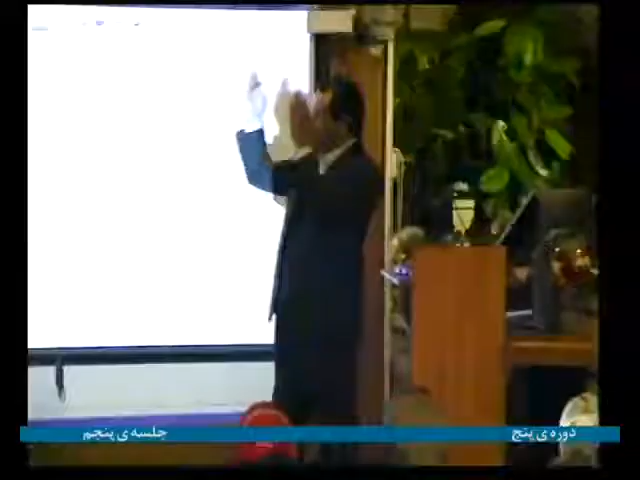 دوره ی پنج
جلسه ی پنجم